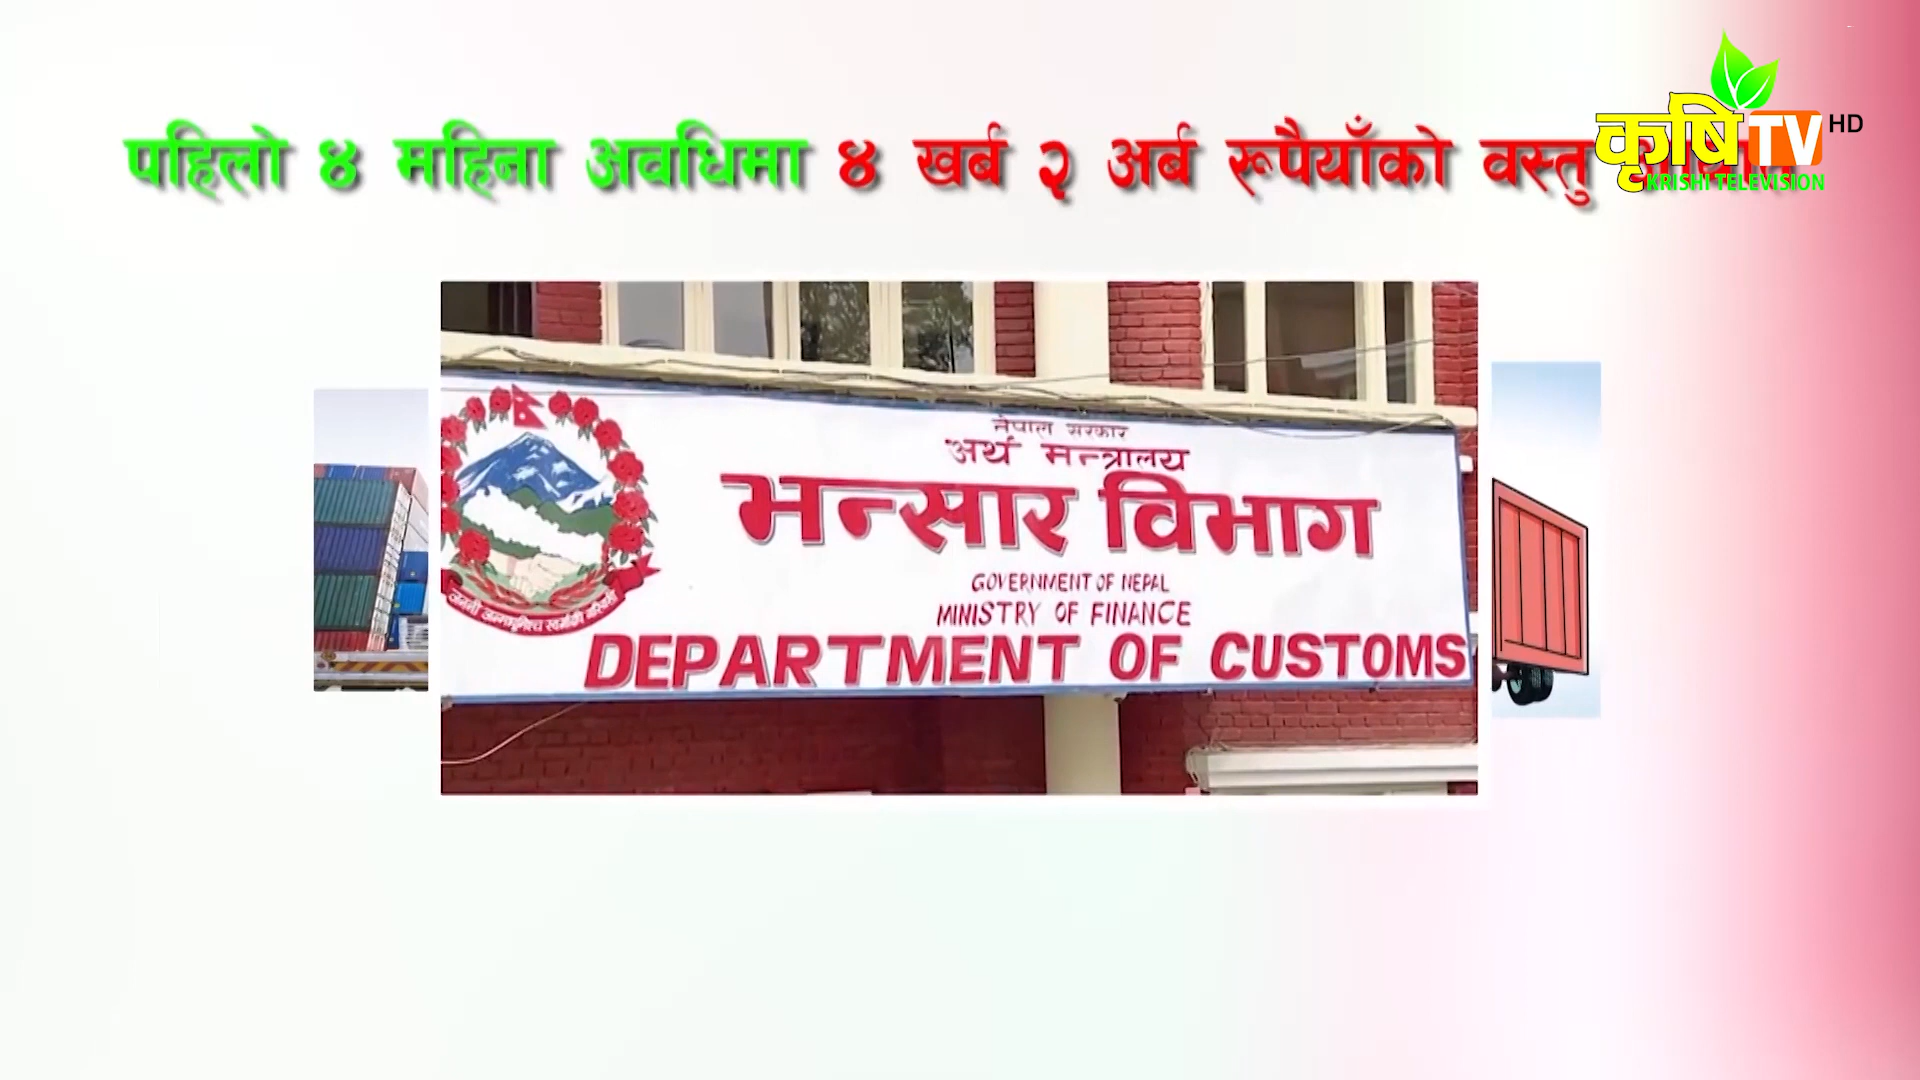 पहिलो ४ महिना अवधिमा ४ खर्ब २ अर्ब रूपैयाँको वस्तु
कृषि TV HD
KRISHI TELEVISION
नेपाल सरकार
अर्थ मन्त्रालय
भन्सार विभाग
GOVERNMENT OF NEPAL
MINISTRY OF FINANCE
DEPARTMENT OF CUSTOMS